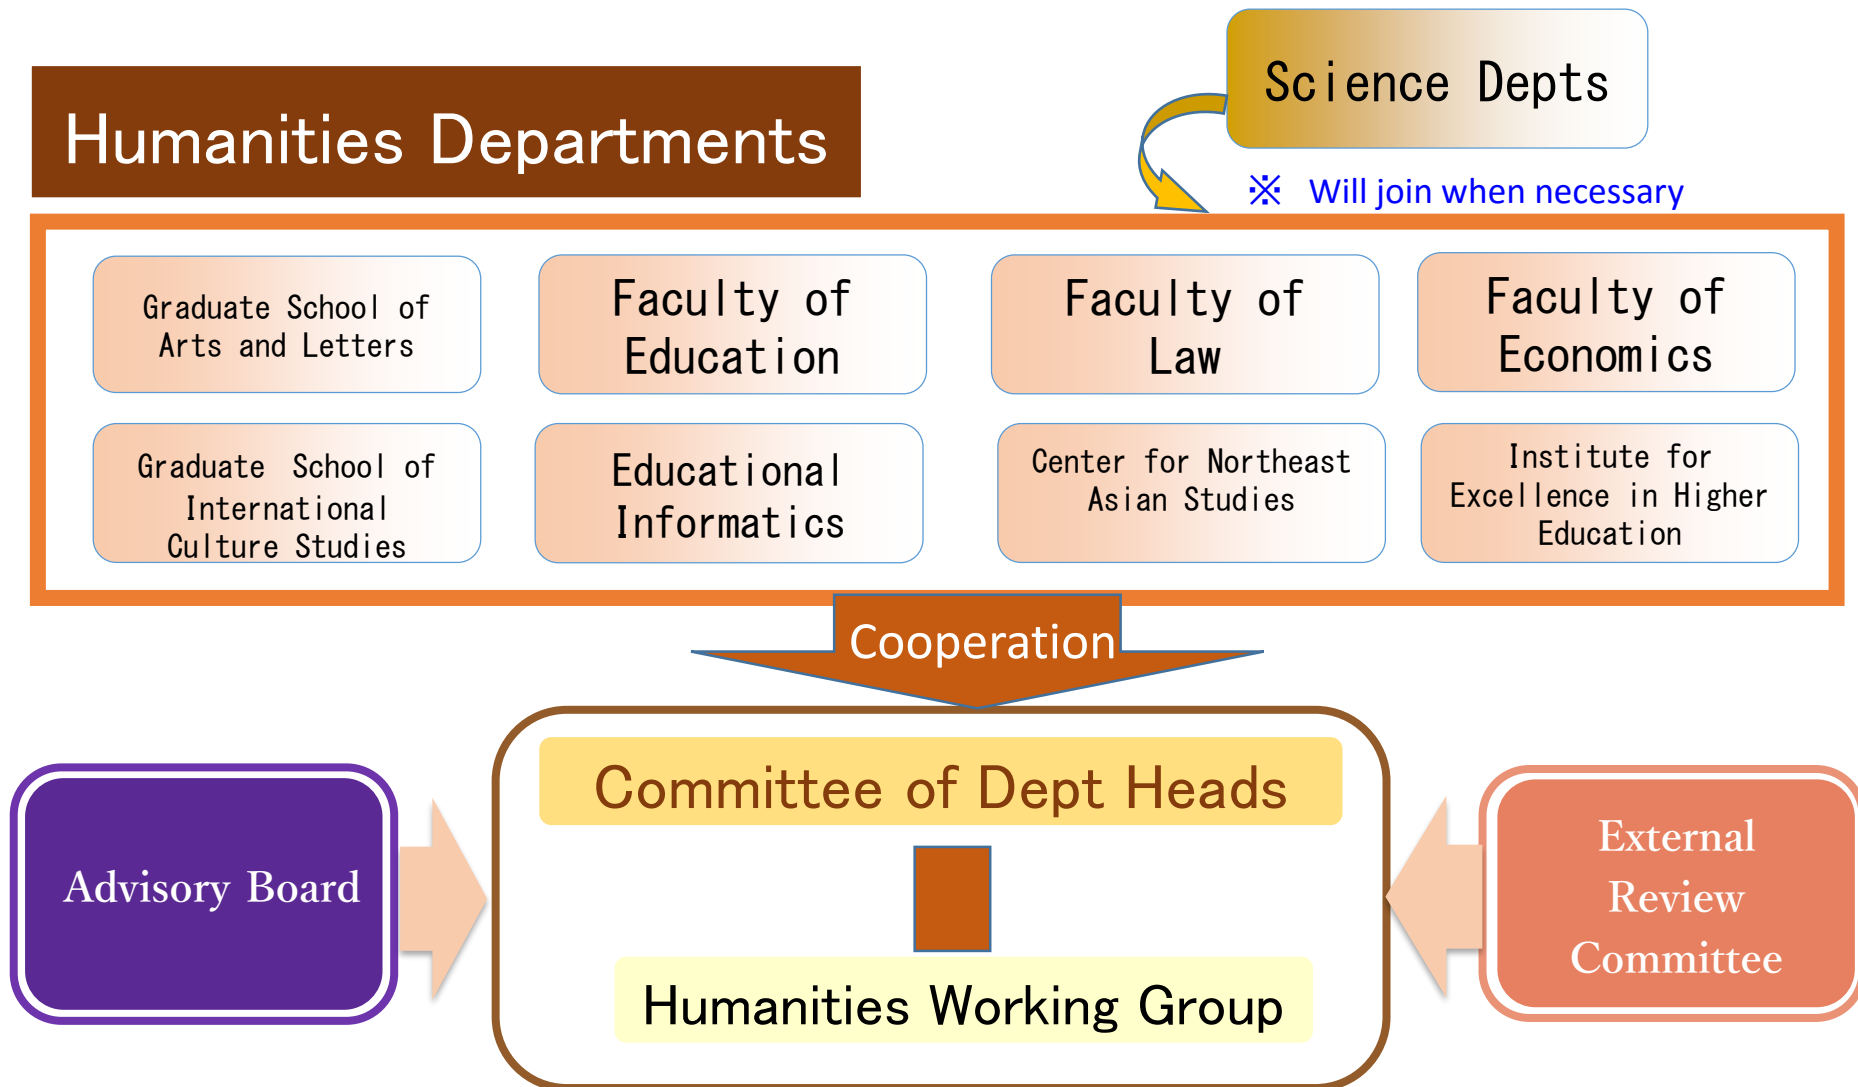 Science Depts
Humanities Departments
※ Will join when necessary
Graduate School of
Arts and Letters
Faculty of
Education
Faculty of
Law
Faculty of
Economics
Graduate School of
International
Culture Studies
Educational
Informatics
Center for Northeast
Asian Studies
Institute for
Excellence in Higher
Education
Cooperation
Committee of Dept Heads
Advisory Board
External
Review
Committee
Humanities Working Group